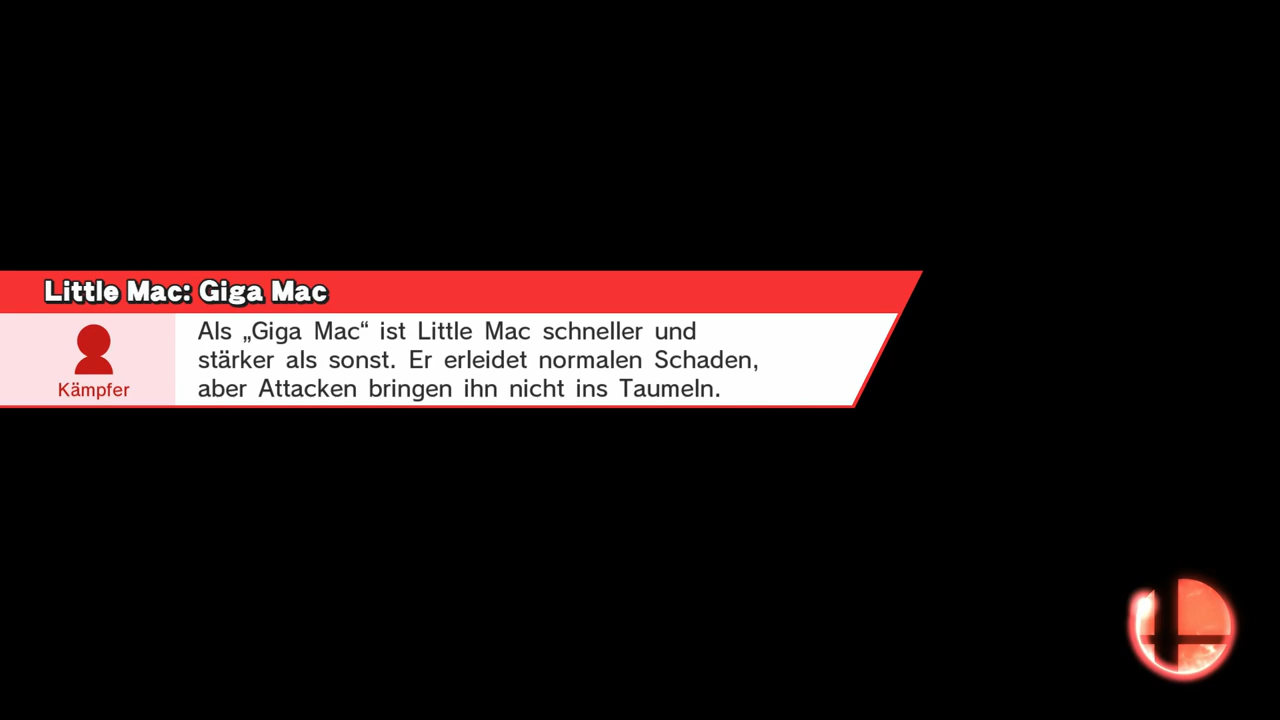 Little Mac: Giga Mac
Kämpfer
Als „Giga Mac“ ist Little Mac schneller und
stärker als sonst. Er erleidet normalen Schaden,
aber Attacken bringen ihn nicht ins Taumeln.